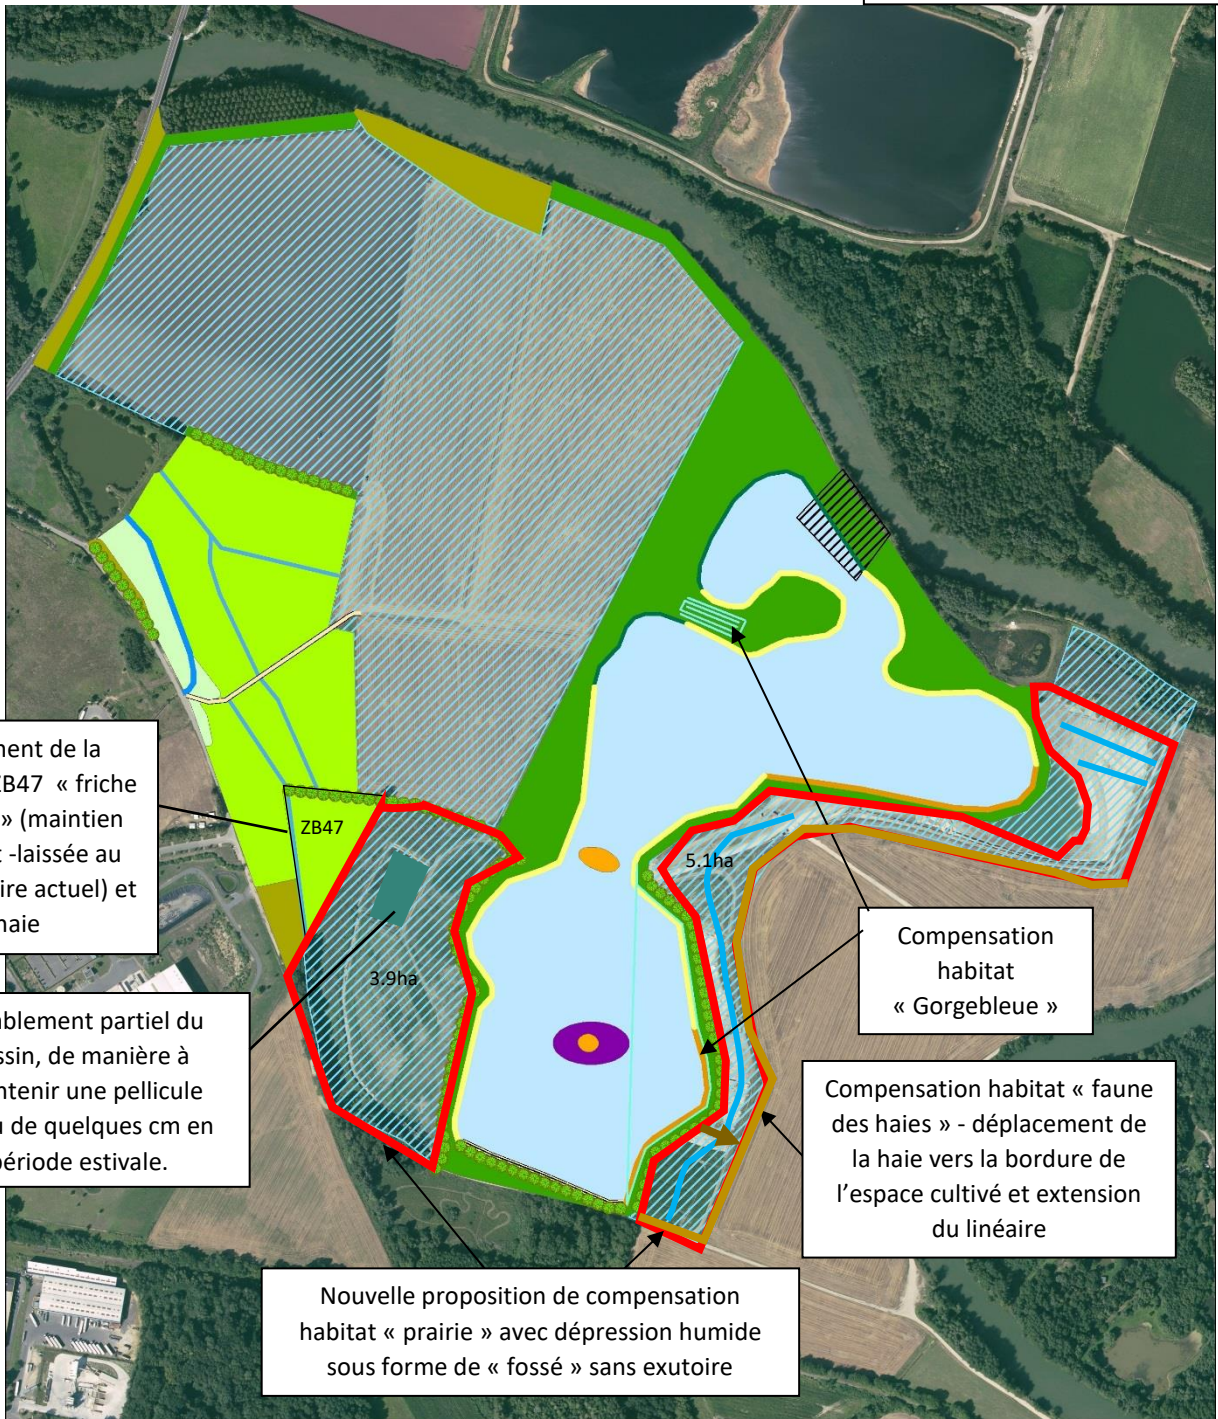 ment de la
ZB47 « friche
» (maintien
t -laissée au
ire actuel) et
haie
ZB47
5.1ha
3.9ha
Compensation
habitat
« Gorgebleue »
blement partiel du
ssin, de manière à
ntenir une pellicule
u de quelques cm en
période estivale.
Compensation habitat « faune
des haies » - déplacement de
la haie vers la bordure de
l’espace cultivé et extension
du linéaire
Nouvelle proposition de compensation
habitat « prairie » avec dépression humide
sous forme de « fossé » sans exutoire